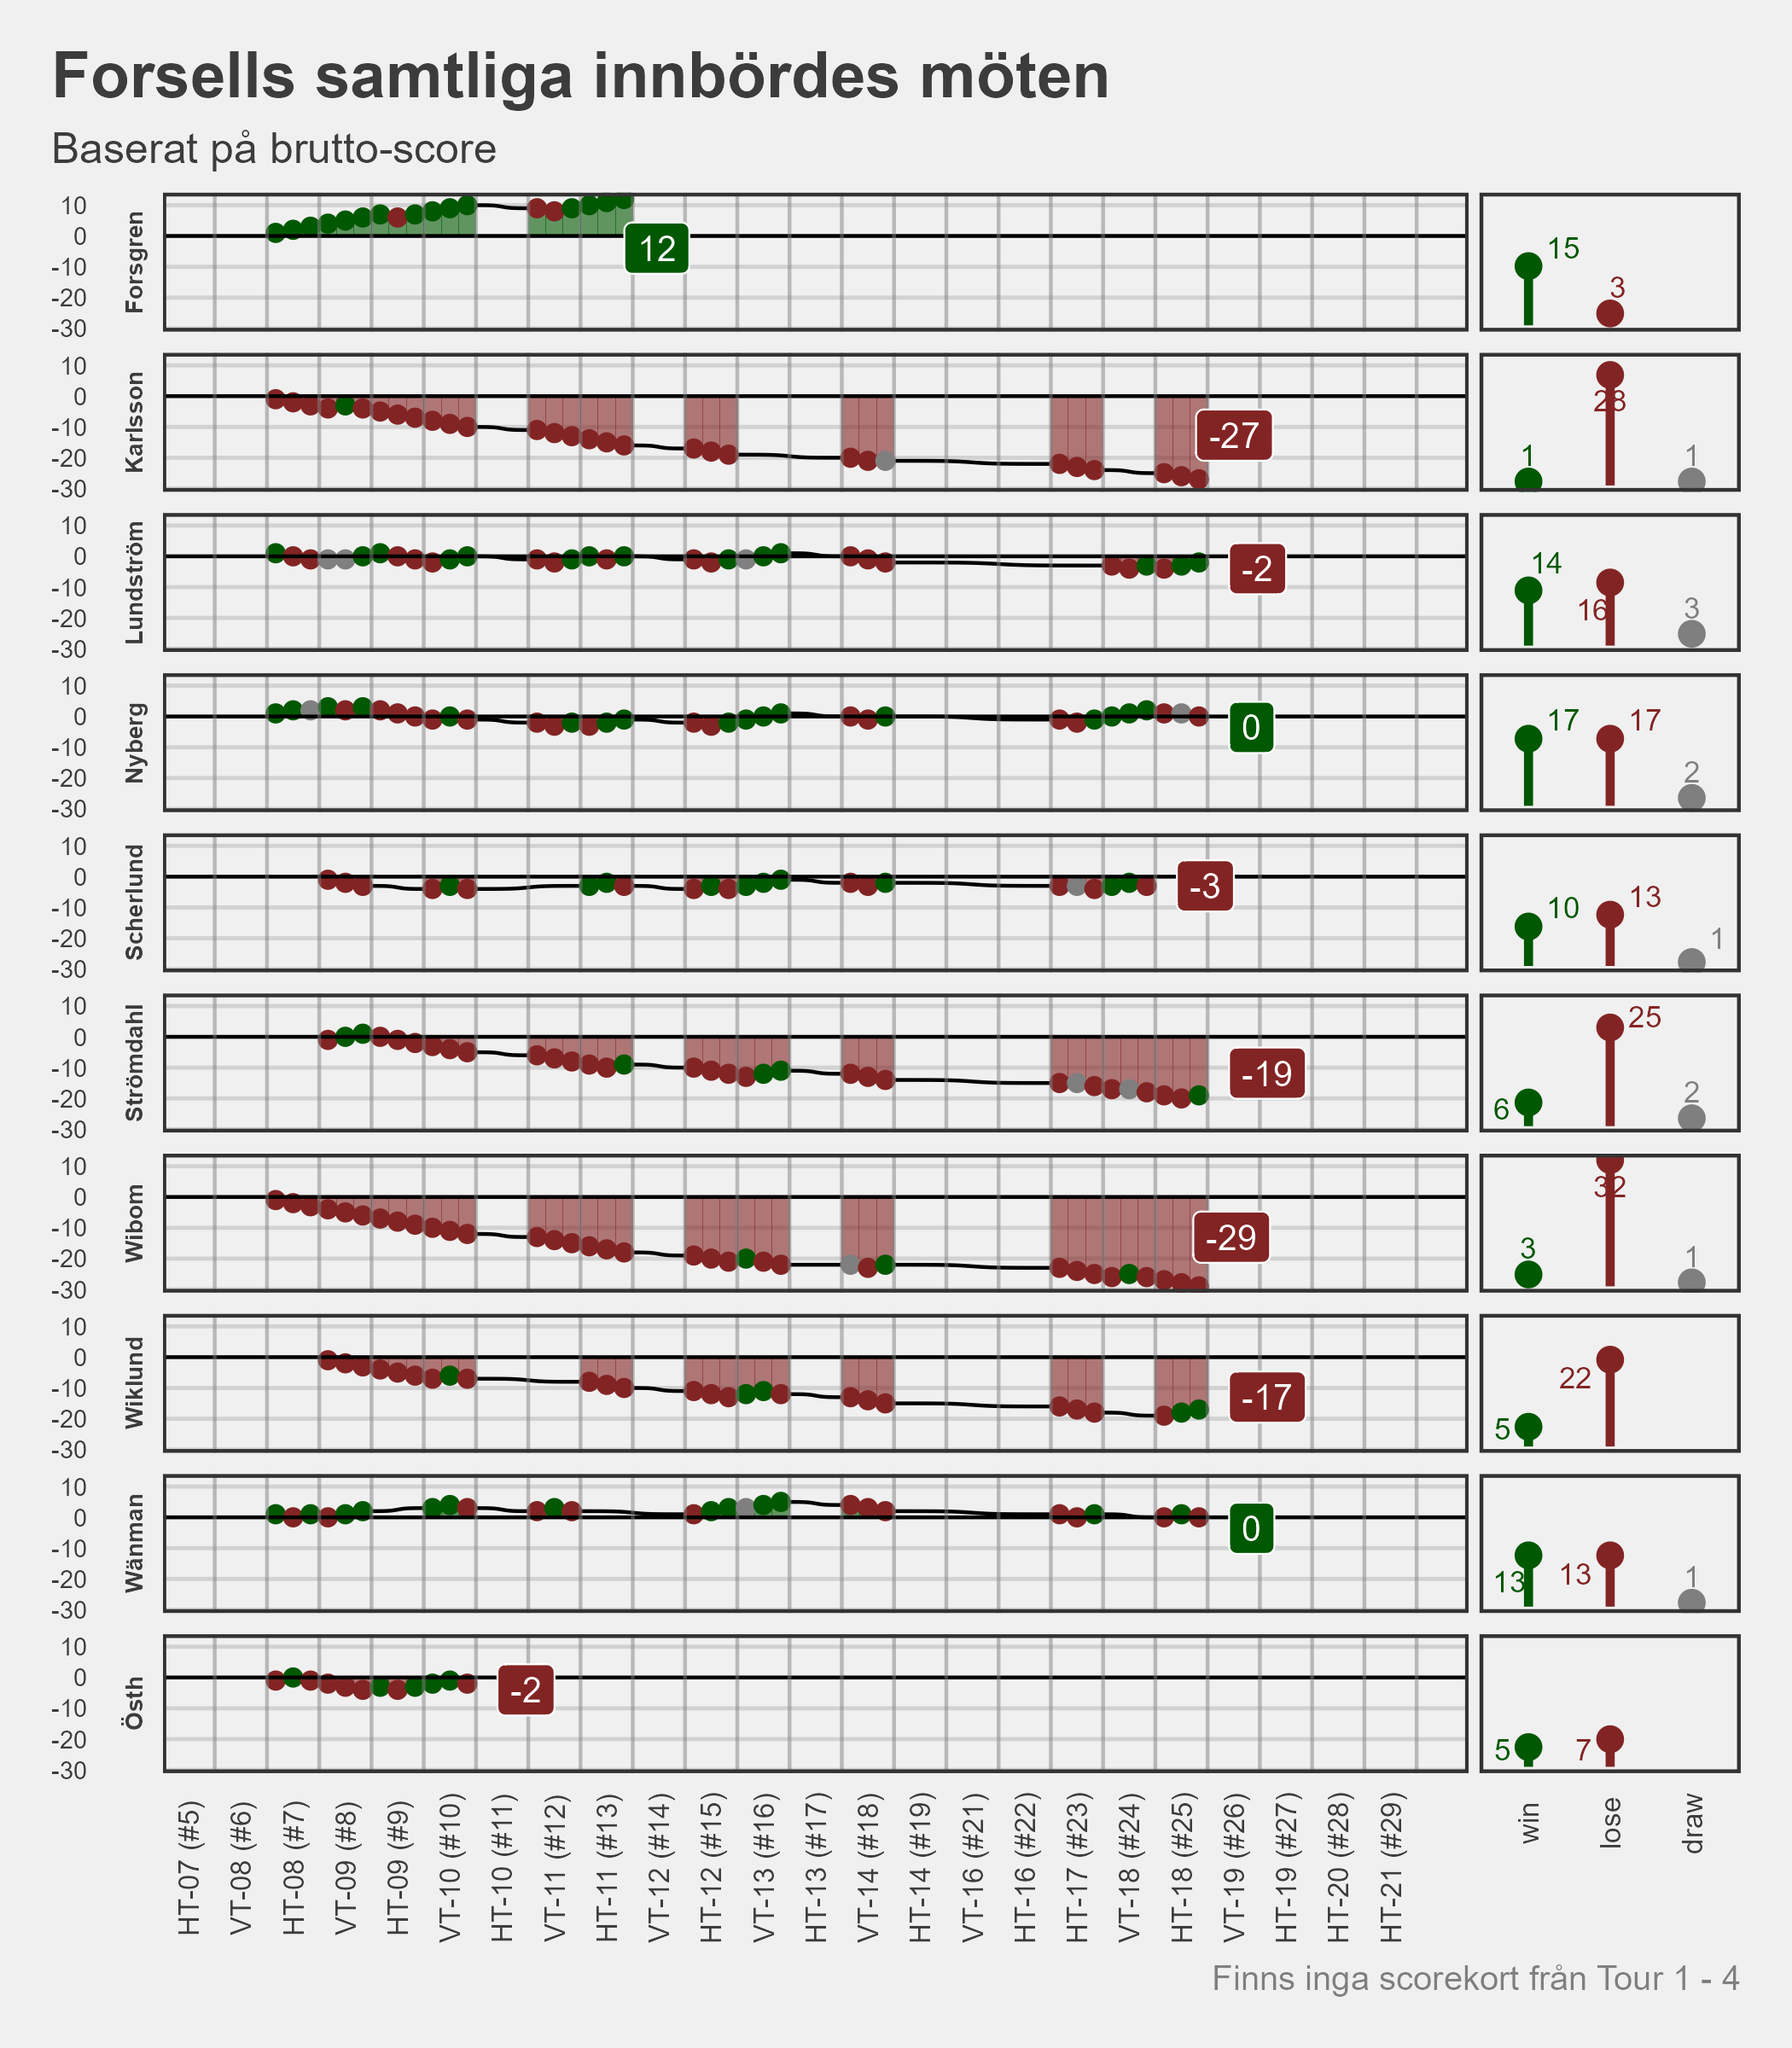 Forsells samtliga innbördes möten
Baserat på brutto-score
10
0
-10
-20
-30
Forsgren
12
15
3
10
0
-10
-20
-30
Karlsson
-27
1
28
1
10
0
-10
-20
-30
Lundström
-2
14
16
3
10
0
-10
-20
-30
Nyberg
0
17
17
2
10
0
-10
-20
-30
Scherlund
-3
10
13
1
10
0
-10
-20
-30
Strömdahl
-19
6
25
2
10
0
-10
-20
-30
Wibom
-29
3
32
1
10
0
-10
-20
-30
Wiklund
-17
5
22
10
0
-10
-20
-30
Wännan
0
13
13
1
10
0
-10
-20
-30
Östh
-2
5
7
HT-07 (#5)
VT-08 (#6)
HT-08 (#7)
VT-09 (#8)
HT-09 (#9)
VT-10 (#10)
HT-10 (#11)
VT-11 (#12)
HT-11 (#13)
VT-12 (#14)
HT-12 (#15)
VT-13 (#16)
HT-13 (#17)
VT-14 (#18)
HT-14 (#19)
VT-16 (#21)
HT-16 (#22)
HT-17 (#23)
VT-18 (#24)
HT-18 (#25)
VT-19 (#26)
HT-19 (#27)
HT-20 (#28)
HT-21 (#29)
win
lose
draw
Finns inga scorekort från Tour 1 - 4